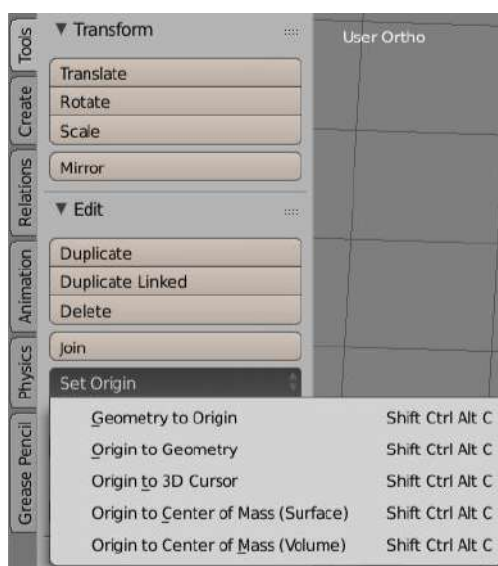 Tools
Create
Relations
Animation
Physics
Grease Pencil
Transform
User Ortho
Translate
Rotate
Scale
Mirror
Edit
Duplicate
Duplicate Linked
Delete
Join
Set Origin
Geometry to Origin Shift Ctrl Alt C
Origin to Geometry Shift Ctrl Alt C
Origin to 3D Cursor Shift Ctrl Alt C
Origin to Center of Mass (Surface) Shift Ctrl Alt C
Origin to Center of Mass (Volume) Shift Ctrl Alt C